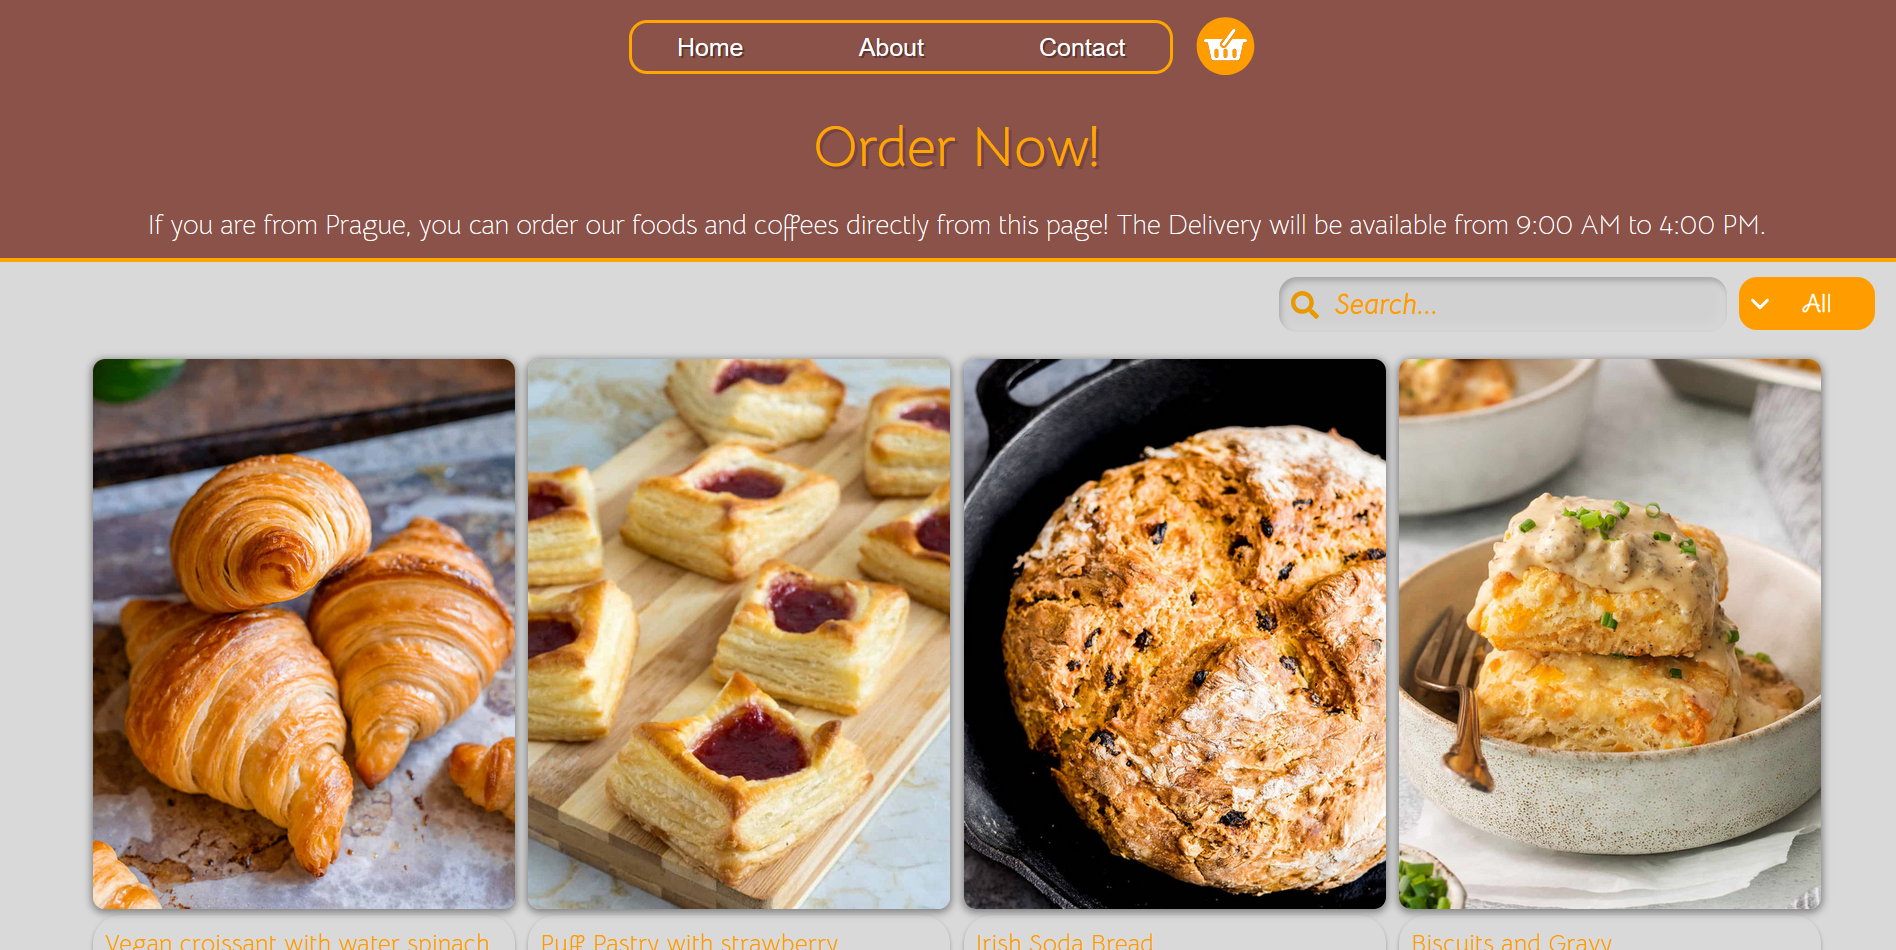 Home About Contact
Order Now!
If you are from Prague, you can order our foods and coffees directly from this page! The Delivery will be available from 9:00 AM to 4:00 PM.
Search...
All
Vegan croissant with water spinach
Puff Pastry with strawberry
Irish Soda Bread
Biscuits and Gravy